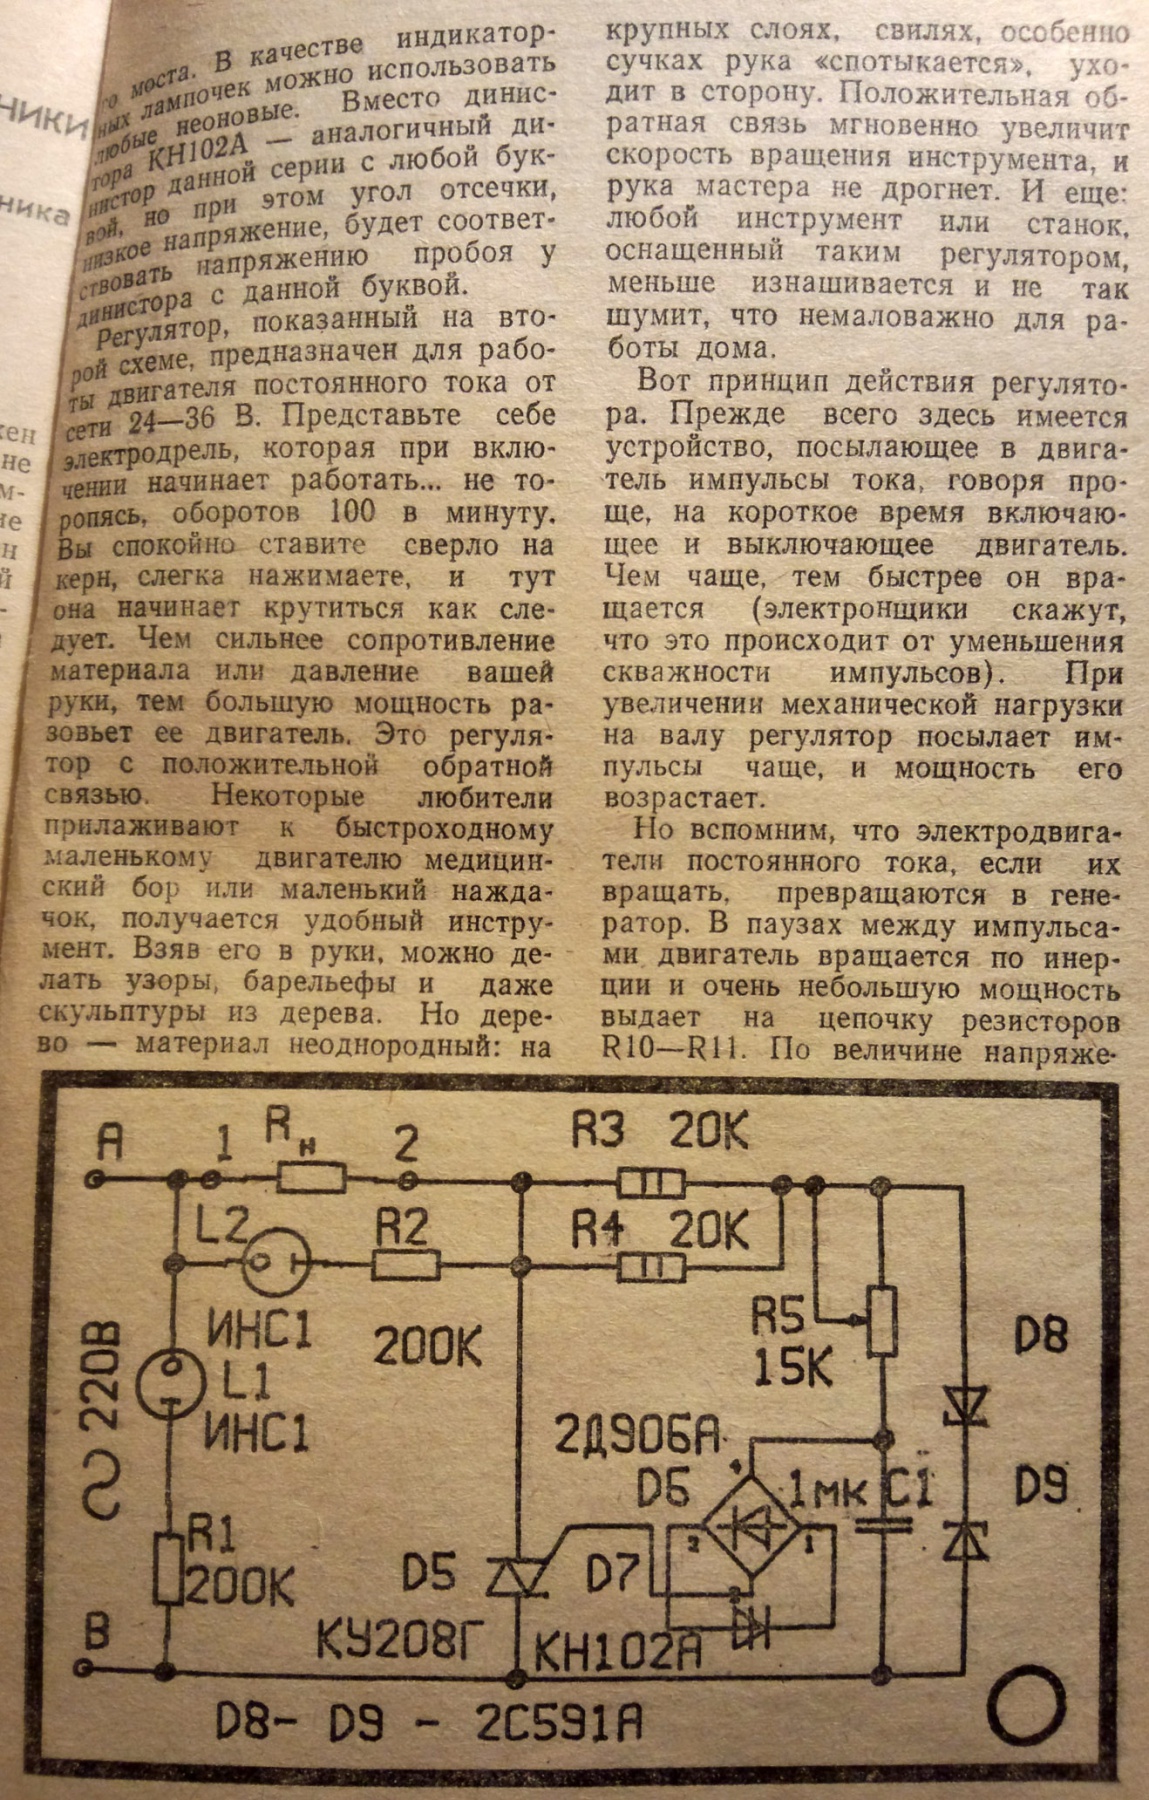 НИКИ
ника
жен
не
м-
не
н
й
го моста. В качестве индикатор-
ных лампочек можно использовать
любые неоновые. Вместо динис-
тора КН102А — аналогичный ди-
нистор данной серии с любой бук-
вой, но при этом угол отсечки,
низкое напряжение, будет соответ-
ствовать напряжению пробоя у
динистора с данной буквой.
Регулятор, показанный на вто-
рой схеме, предназначен для рабо-
ты двигателя постоянного тока от
сети 24—36 В. Представьте себе
электродрель, которая при вклю-
чении начинает работать... не то-
ропясь, оборотов 100 в минуту.
Вы спокойно ставите сверло на
керн, слегка нажимаете, и тут
она начинает крутиться как сле-
дует. Чем сильнее сопротивление
материала или давление вашей
руки, тем большую мощность ра-
зовьет ее двигатель. Это регуля-
тор с положительной обратной
связью. Некоторые любители
прилаживают к быстроходному
маленькому двигателю медицин-
ский бор или маленький наждa-
чок, получается удобный инстру-
мент. Взяв его в руки, можно де-
лать узоры, барельефы и даже
скульптуры из дерева. Но дере-
во — материал неоднородный: на
крупных слоях, свилях, особенно
сучках рука «спотыкается», ухо-
дит в сторону. Положительная об-
ратная связь мгновенно увеличит
скорость вращения инструмента, и
рука мастера не дрогнет. И еще:
любой инструмент или станок,
оснащенный таким регулятором,
меньше изнашивается и не так
шумит, что немаловажно для ра-
боты дома.
Вот принцип действия регулято-
ра. Прежде всего здесь имеется
устройство, посылающее в двига-
тель импульсы тока, говоря про-
ще, на короткое время включаю-
щее и выключающее двигатель.
Чем чаще, тем быстрее он вра-
щается (электронщики скажут,
что это происходит от уменьшения
скважности импульсов). При
увеличении механической нагрузки
на валу регулятор посылает им-
пульсы чаще, и мощность его
возрастает.
Но вспомним, что электродвига-
тели постоянного тока, если их
вращать, превращаются в гене-
ратор. В паузах между импульса-
ми двигатель вращается по инер-
ции и очень небольшую мощность
выдает на цепочку резисторов
R10—R11. По величине напряже-
A 1 Rн 2 R3 20К
L2 R2 R4 20К
ИНС1 200К R5 15К D8
220В L1
ИНС1 2Д906А
D6 1мк С1 D9
R1
200К D5 D7 2 1
B КУ208Г КН102А
D8- D9 - 2С591А